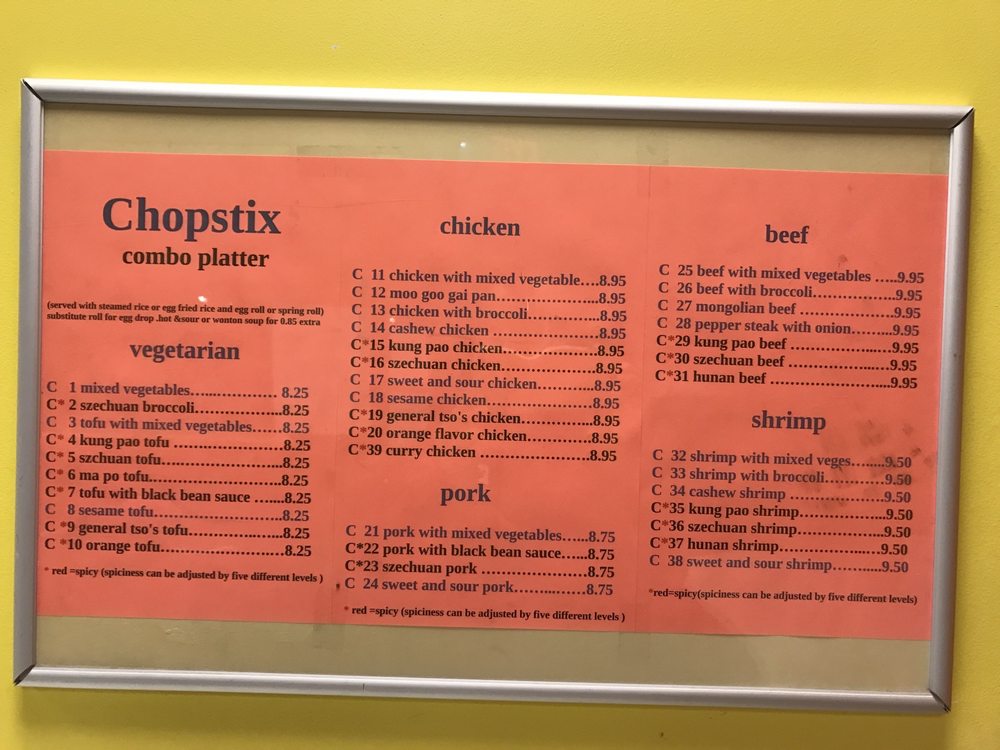 Chopstix
combo platter
(served with steamed rice or egg fried rice and egg roll or spring roll)
substitute roll for egg drop .hot &sour or wonton soup for 0.85 extra
vegetarian
C 1 mixed vegetables...................... 8.25
C* 2 szechuan broccoli......................8.25
C 3 tofu with mixed vegetables.......8.25
C* 4 kung pao tofu ......................8.25
C* 5 szchuan tofu............................8.25
C* 6 ma po tofu............................8.25
C* 7 tofu with black bean sauce .......8.25
C 8 sesame tofu............................8.25
C *9 general tso's tofu......................8.25
C *10 orange tofu............................8.25
* red =spicy (spiciness can be adjusted by five different levels )
chicken
C 11 chicken with mixed vegetable....8.95
C 12 moo goo gai pan......................8.95
C 13 chicken with broccoli................8.95
C 14 cashew chicken ......................8.95
C*15 kung pao chicken......................8.95
C*16 szechuan chicken......................8.95
C 17 sweet and sour chicken.............8.95
C 18 sesame chicken.........................8.95
C*19 general tso's chicken................8.95
C*20 orange flavor chicken...............8.95
C*39 curry chicken .........................8.95
pork
C 21 pork with mixed vegetables......8.75
C*22 pork with black bean sauce......8.75
C*23 szechuan pork ......................8.75
C 24 sweet and sour pork................8.75
* red =spicy (spiciness can be adjusted by five different levels )
beef
C 25 beef with mixed vegetables .....9.95
C 26 beef with broccoli...................9.95
C 27 mongolian beef ......................9.95
C 28 pepper steak with onion..........9.95
C*29 kung pao beef ......................9.95
C*30 szechuan beef ......................9.95
C*31 hunan beef .........................9.95
shrimp
C 32 shrimp with mixed veges........9.50
C 33 shrimp with broccoli...............9.50
C 34 cashew shrimp ......................9.50
C*35 kung pao shrimp...................9.50
C*36 szechuan shrimp...................9.50
C*37 hunan shrimp......................9.50
C 38 sweet and sour shrimp............9.50
*red=spicy(spiciness can be adjusted by five different levels)